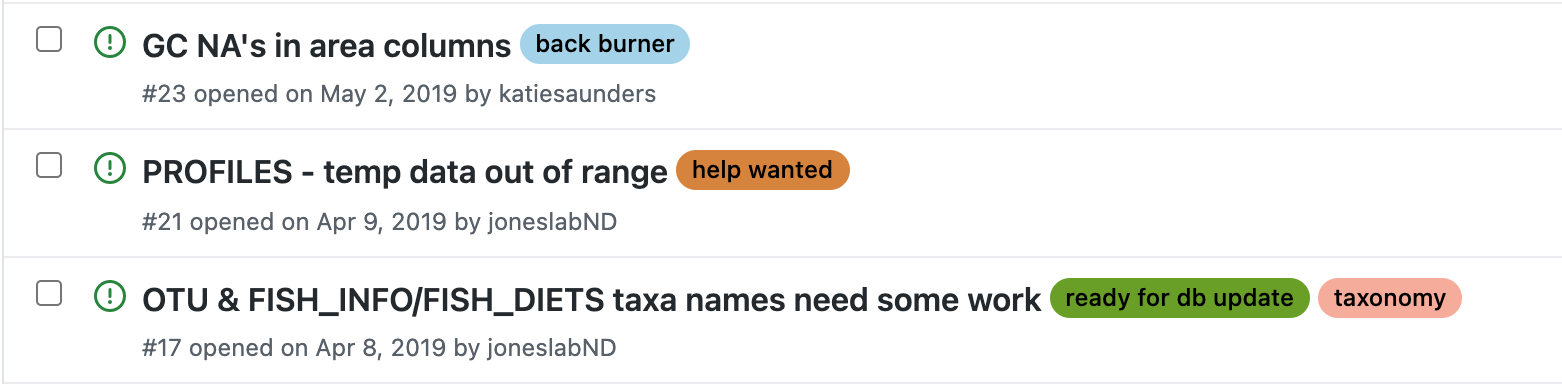 GC NA's in area columns back burner
#23 opened on May 2, 2019 by katiesaunders
PROFILES - temp data out of range help wanted
#21 opened on Apr 9, 2019 by joneslabND
OTU & FISH_INFO/FISH_DIETS taxa names need some work ready for db update taxonomy
#17 opened on Apr 8, 2019 by joneslabND